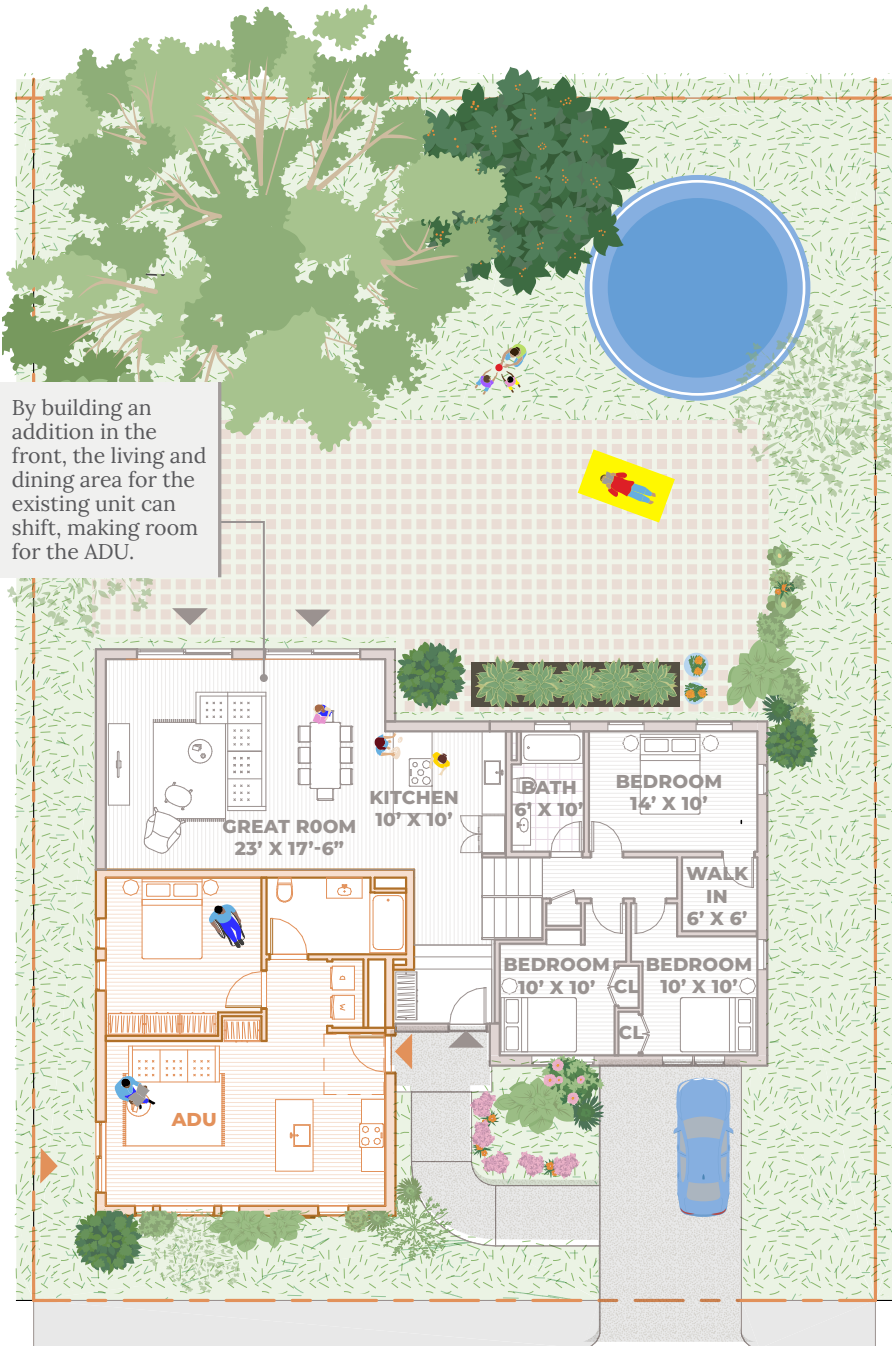 By building an
addition in the
front, the living and
dining area for the
existing unit can
shift, making room
for the ADU.
KITCHEN
10’ X 10’
GREAT R0OM
23’ X 17’-6”
BATH
6’ X 10’
BEDROOM
14’ X 10’
WALK
IN
6’ X 6’
BEDROOM
10’ X 10’
CL
BEDROOM
10’ X 10’
CL
D
W
ADU